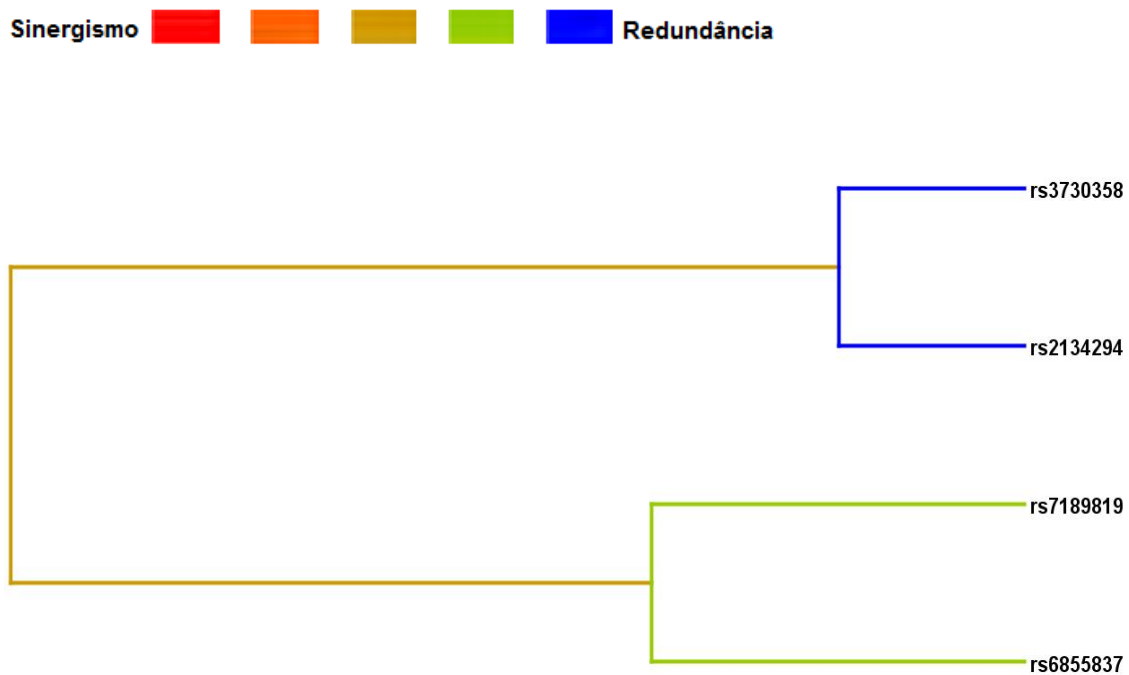 Sinergismo Redundância
rs3730358
rs2134294
rs7189819
rs6855837